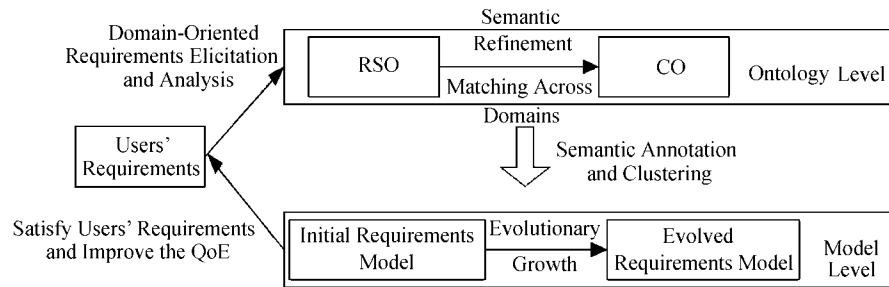 Domain-Oriented
Requirements Elicitation
and Analysis
Semantic
Refinement
RSO
CO
Matching Across
Domains
Ontology Level
Users'
Requirements
Semantic Annotation
and Clustering
Satisfy Users' Requirements
and Improve the QoE
Initial Requirements
Model
Evolutionary
Growth
Evolved
Requirements Model
Model
Level